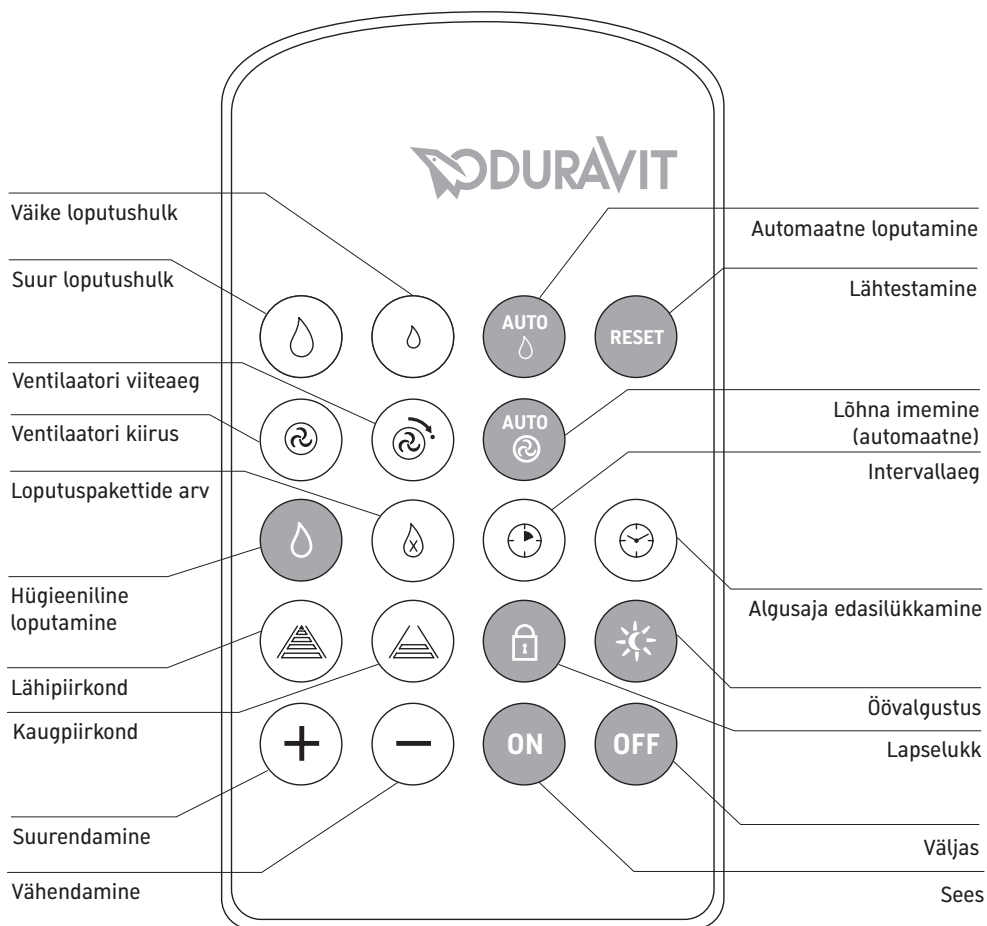 DURAVIT
Väike loputushulk
Automaatne loputamine
Suur loputushulk
Lähtestamine
AUTO
RESET
Ventilaatori viiteaeg
Lõhna imemine
(automaatne)
Ventilaatori kiirus
AUTO
Intervallaeg
Loputuspakettide arv
X
Hügieeniline
loputamine
Algusaja edasilükkamine
Lähipiirkond
Öövalgustus
Kaugpiirkond
Lapselukk
+
−
ON
OFF
Suurendamine
Väljas
Vähendamine
Sees